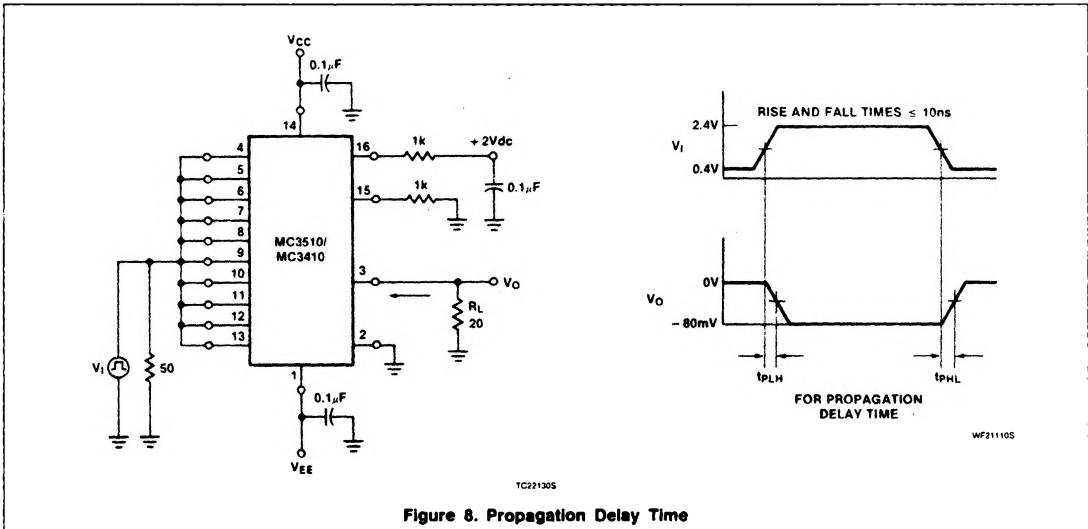 VCC
0.1μF
14
4
5
6
7
8
9
10
11
12
13
MC3510/
MC3410
16
1k
+ 2Vdc
0.1μF
15
1k
3
VO
RL
20
2
VI
50
1
0.1μF
VEE
TC22130S
RISE AND FALL TIMES ≤ 10ns
2.4V
VI
0.4V
0V
VO
− 80mV
tPLH
tPHL
FOR PROPAGATION
DELAY TIME
WF21110S
Figure 8. Propagation Delay Time